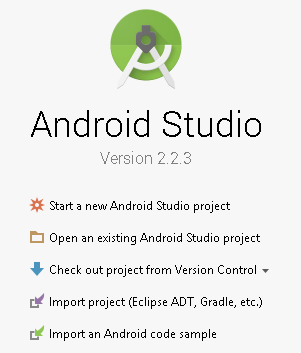 Android Studio
Version 2.2.3
Start a new Android Studio project
Open an existing Android Studio project
Check out project from Version Control
Import project (Eclipse ADT, Gradle, etc.)
Import an Android code sample